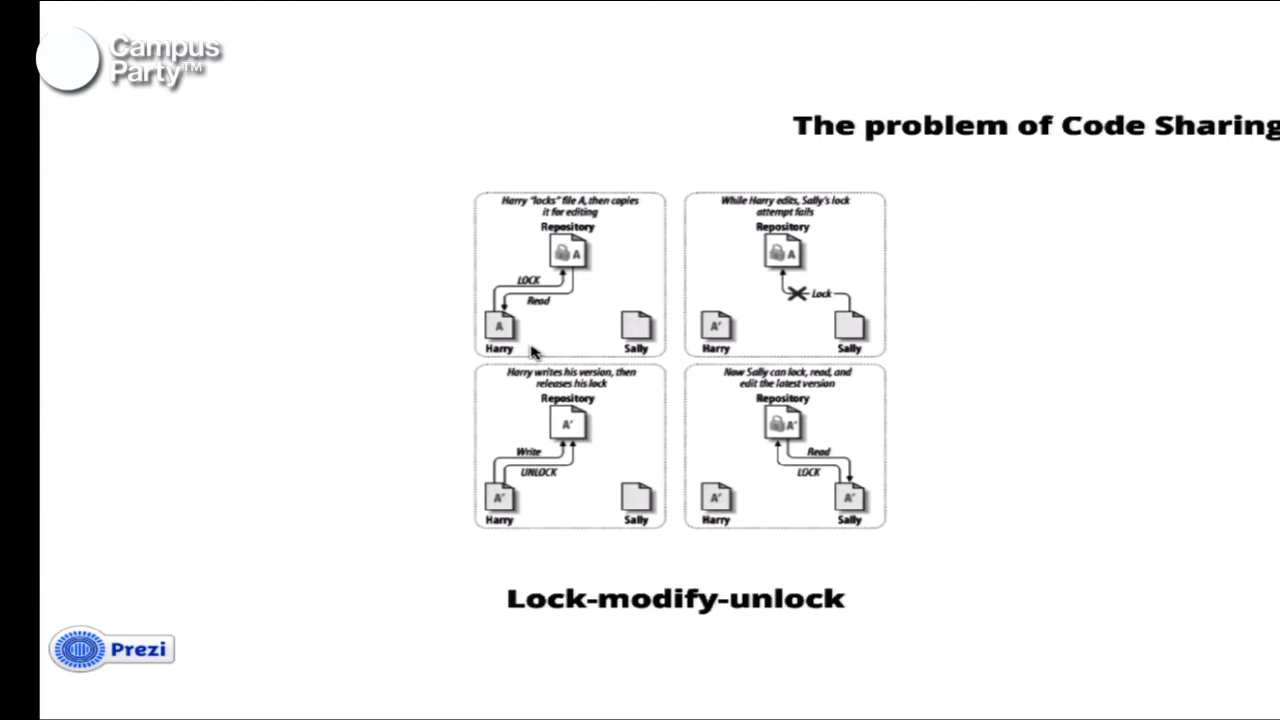 Campus
Party™
The problem of Code Sharing
Harry "locks" file A, then copies
it for editing
Repository
A
LOCK
Read
A
Harry
Sally
While Harry edits, Sally's lock
attempt fails
Repository
A
Lock
A'
Harry
Sally
Harry writes his version, then
releases his lock
Repository
A'
Write
UNLOCK
A'
Harry
Sally
Now Sally can lock, read, and
edit the latest version
Repository
A'
Read
LOCK
A'
A'
Harry
Sally
Lock-modify-unlock
Prezi